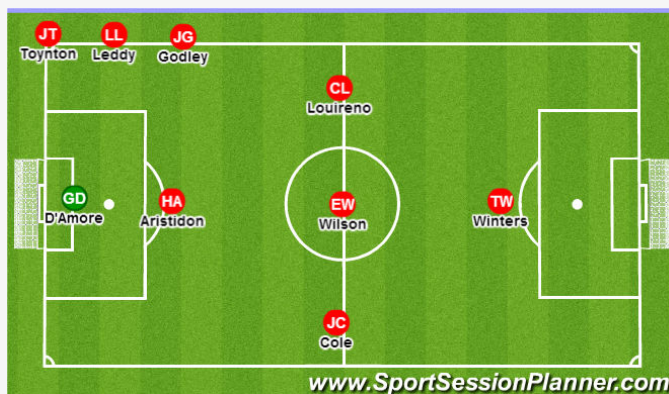 JT
Toynton
LL
Leddy
JG
Godley
CL
Louireno
GD
D'Amore
HA
Aristidon
EW
Wilson
TW
Winters
JC
Cole
www.SportSessionPlanner.com